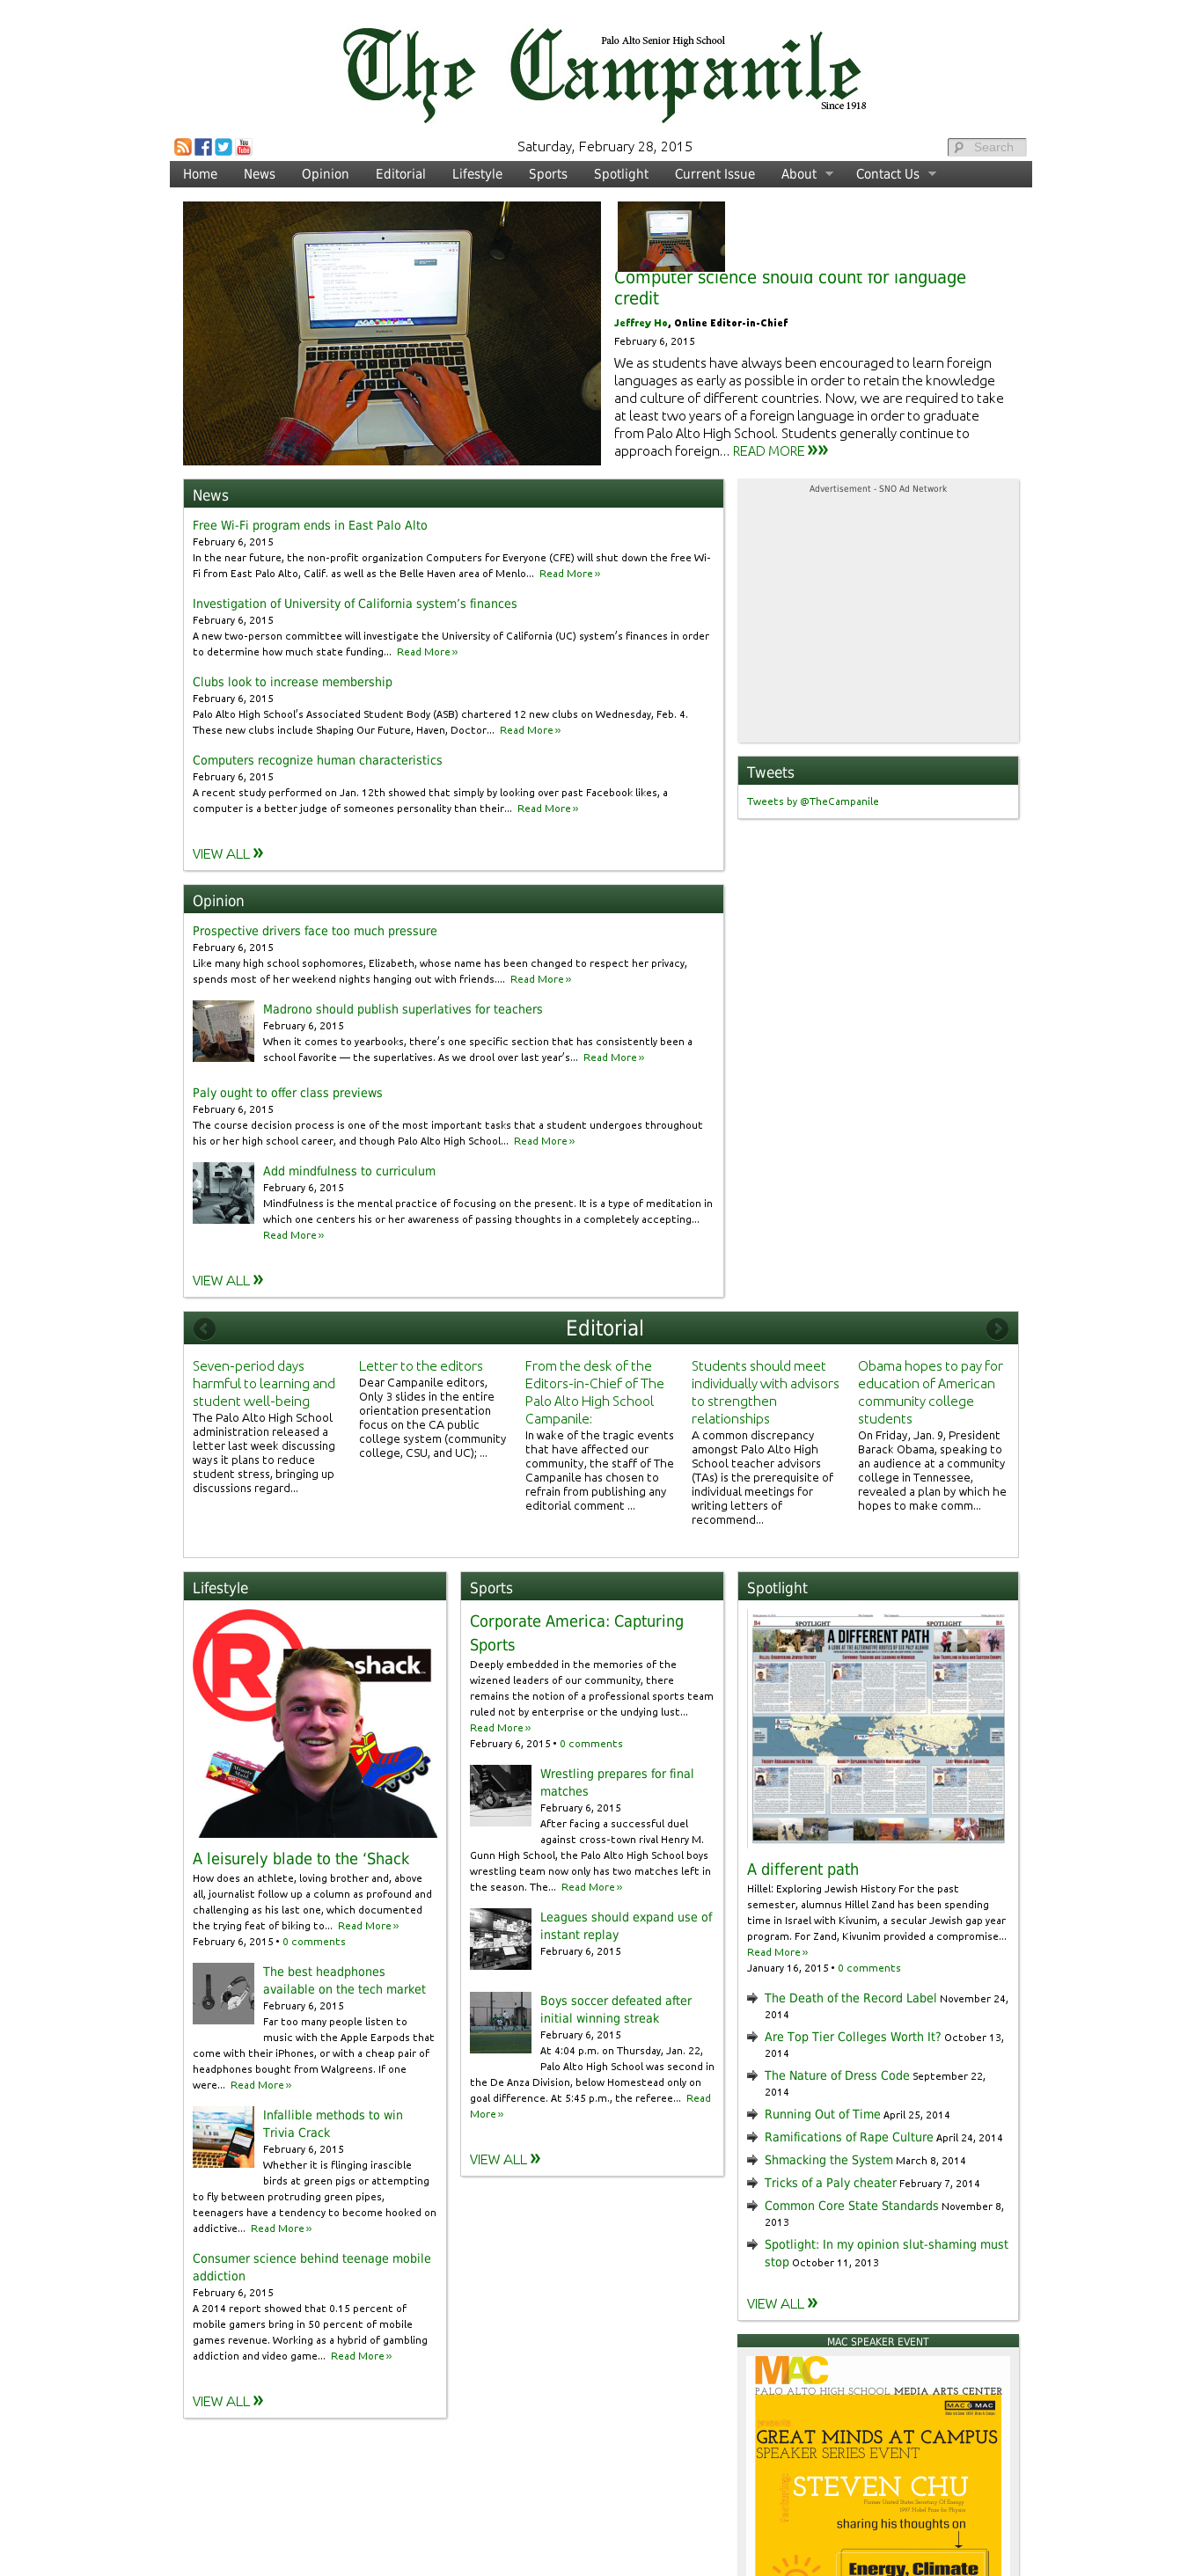 The Campanile
Palo Alto Senior High School
Since 1918
Saturday, February 28, 2015
Search
Home News Opinion Editorial Lifestyle Sports Spotlight Current Issue About Contact Us
Computer science should count for language
credit
Jeffrey Ho, Online Editor-in-Chief
February 6, 2015
We as students have always been encouraged to learn foreign
languages as early as possible in order to retain the knowledge
and culture of different countries. Now, we are required to take
at least two years of a foreign language in order to graduate
from Palo Alto High School. Students generally continue to
approach foreign... READ MORE »»
News
Free Wi-Fi program ends in East Palo Alto
February 6, 2015
In the near future, the non-profit organization Computers for Everyone (CFE) will shut down the free Wi-
Fi from East Palo Alto, Calif. as well as the Belle Haven area of Menlo... Read More »
Investigation of University of California system's finances
February 6, 2015
A new two-person committee will investigate the University of California (UC) system's finances in order
to determine how much state funding... Read More »
Clubs look to increase membership
February 6, 2015
Palo Alto High School's Associated Student Body (ASB) chartered 12 new clubs on Wednesday, Feb. 4.
These new clubs include Shaping Our Future, Haven, Doctor... Read More »
Computers recognize human characteristics
February 6, 2015
A recent study performed on Jan. 12th showed that simply by looking over past Facebook likes, a
computer is a better judge of someones personality than their... Read More »
VIEW ALL »
Advertisement - SNO Ad Network
Tweets
Tweets by @TheCampanile
Opinion
Prospective drivers face too much pressure
February 6, 2015
Like many high school sophomores, Elizabeth, whose name has been changed to respect her privacy,
spends most of her weekend nights hanging out with friends.... Read More »
Madrono should publish superlatives for teachers
February 6, 2015
When it comes to yearbooks, there's one specific section that has consistently been a
school favorite — the superlatives. As we drool over last year's... Read More »
Paly ought to offer class previews
February 6, 2015
The course decision process is one of the most important tasks that a student undergoes throughout
his or her high school career, and though Palo Alto High School... Read More »
Add mindfulness to curriculum
February 6, 2015
Mindfulness is the mental practice of focusing on the present. It is a type of meditation in
which one centers his or her awareness of passing thoughts in a completely accepting...
Read More »
VIEW ALL »
Editorial
Seven-period days
harmful to learning and
student well-being
The Palo Alto High School
administration released a
letter last week discussing
ways it plans to reduce
student stress, bringing up
discussions regard...
Letter to the editors
Dear Campanile editors,
Only 3 slides in the entire
orientation presentation
focus on the CA public
college system (community
college, CSU, and UC); ...
From the desk of the
Editors-in-Chief of The
Palo Alto High School
Campanile:
In wake of the tragic events
that have affected our
community, the staff of The
Campanile has chosen to
refrain from publishing any
editorial comment ...
Students should meet
individually with advisors
to strengthen
relationships
A common discrepancy
amongst Palo Alto High
School teacher advisors
(TAs) is the prerequisite of
individual meetings for
writing letters of
recommend...
Obama hopes to pay for
education of American
community college
students
On Friday, Jan. 9, President
Barack Obama, speaking to
an audience at a community
college in Tennessee,
revealed a plan by which he
hopes to make comm...
Lifestyle
A leisurely blade to the 'Shack
How does an athlete, loving brother and, above
all, journalist follow up a column as profound and
challenging as his last one, which documented
the trying feat of biking to... Read More »
February 6, 2015 • 0 comments
The best headphones
available on the tech market
February 6, 2015
Far too many people listen to
music with the Apple Earpods that
come with their iPhones, or with a cheap pair of
headphones bought from Walgreens. If one
were... Read More »
Infallible methods to win
Trivia Crack
February 6, 2015
Whether it is flinging irascible
birds at green pigs or attempting
to fly between protruding green pipes,
teenagers have a tendency to become hooked on
addictive... Read More »
Consumer science behind teenage mobile
addiction
February 6, 2015
A 2014 report showed that 0.15 percent of
mobile gamers bring in 50 percent of mobile
games revenue. Working as a hybrid of gambling
addiction and video game... Read More »
VIEW ALL »
Sports
Corporate America: Capturing
Sports
Deeply embedded in the memories of the
wizened leaders of our community, there
remains the notion of a professional sports team
ruled not by enterprise or the undying lust...
Read More »
February 6, 2015 • 0 comments
Wrestling prepares for final
matches
February 6, 2015
After facing a successful duel
against cross-town rival Henry M.
Gunn High School, the Palo Alto High School boys
wrestling team now only has two matches left in
the season. The... Read More »
Leagues should expand use of
instant replay
February 6, 2015
Boys soccer defeated after
initial winning streak
February 6, 2015
At 4:04 p.m. on Thursday, Jan. 22,
Palo Alto High School was second in
the De Anza Division, below Homestead only on
goal difference. At 5:45 p.m., the referee... Read
More »
VIEW ALL »
Spotlight
SPOTLIGHT SPOTLIGHT
A DIFFERENT PATH
A different path
Hillel: Exploring Jewish History For the past
semester, alumnus Hillel Zand has been spending
time in Israel with Kivunim, a secular Jewish gap year
program. For Zand, Kivunim provided a compromise...
Read More »
January 16, 2015 • 0 comments
The Death of the Record Label November 24,
2014
Are Top Tier Colleges Worth It? October 13,
2014
The Nature of Dress Code September 22,
2014
Running Out of Time April 25, 2014
Ramifications of Rape Culture April 24, 2014
Shmacking the System March 8, 2014
Tricks of a Paly cheater February 7, 2014
Common Core State Standards November 8,
2013
Spotlight: In my opinion slut-shaming must
stop October 11, 2013
VIEW ALL »
MAC SPEAKER EVENT
MAC
PALO ALTO HIGH SCHOOL MEDIA ARTS CENTER
GREAT MINDS AT CAMPUS
SPEAKER SERIES EVENT
STEVEN CHU
Former United States Secretary Of Energy
1997 Nobel Prize for Physics
sharing his thoughts on
Energy, Climate